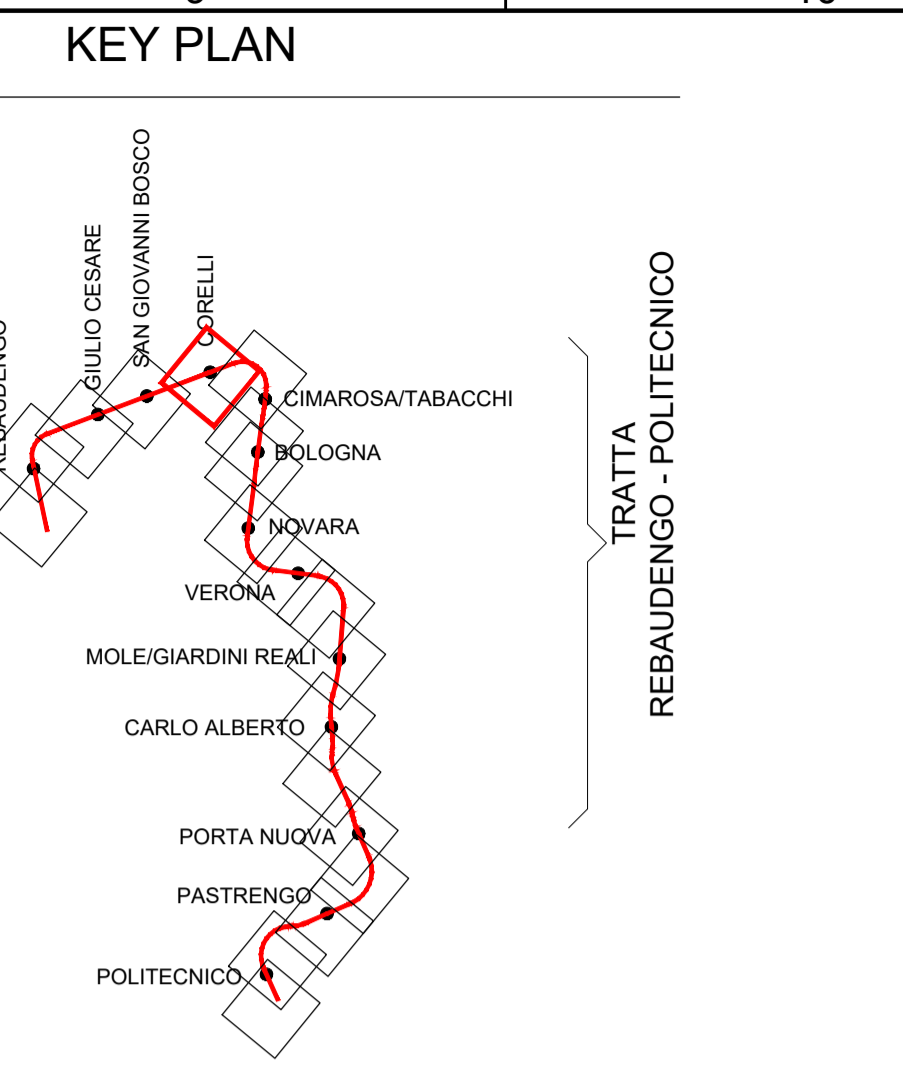 KEY PLAN
GIULIO CESARE
SAN GIOVANNI BOSCO
CORELLI
CIMAROSA/TABACCHI
BOLOGNA
NOVARA
VERONA
MOLE/GIARDINI REALI
CARLO ALBERTO
PORTA NUOVA
PASTRENGO
POLITECNICO
TRATTA
REBAUDENGO - POLITECNICO